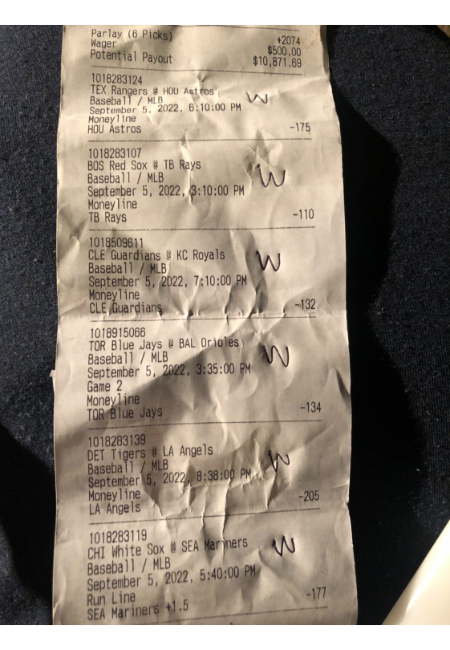 Parlay (6 Picks) +2074
Wager $500.00
Potential Payout $10,871.69
1018283124
TEX Rangers @ HOU Astros
Baseball / MLB W
September 5, 2022, 6:10:00 PM
Moneyline
HOU Astros -175
1018283107
BOS Red Sox @ TB Rays
Baseball / MLB W
September 5, 2022, 3:10:00 PM
Moneyline
TB Rays -110
1018509611
CLE Guardians @ KC Royals
Baseball / MLB W
September 5, 2022, 7:10:00 PM
Moneyline
CLE Guardians -132
1018915066
TOR Blue Jays @ BAL Orioles
Baseball / MLB W
September 5, 2022, 3:35:00 PM
Game 2
Moneyline
TOR Blue Jays -134
1018283139
DET Tigers @ LA Angels
Baseball / MLB W
September 5, 2022, 8:38:00 PM
Moneyline
LA Angels -205
1018283119
CHI White Sox @ SEA Mariners W
Baseball / MLB
September 5, 2022, 5:40:00 PM
Run Line
SEA Mariners +1.5 -177